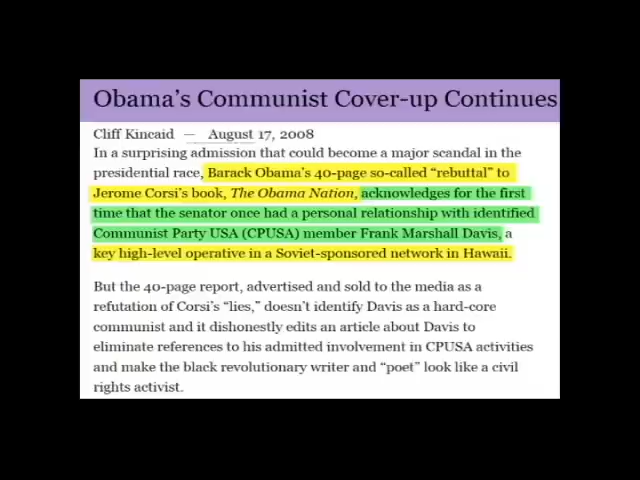 Obama's Communist Cover-up Continues
Cliff Kincaid — August 17, 2008
In a surprising admission that could become a major scandal in the
presidential race, Barack Obama's 40-page so-called “rebuttal” to
Jerome Corsi's book, The Obama Nation, acknowledges for the first
time that the senator once had a personal relationship with identified
Communist Party USA (CPUSA) member Frank Marshall Davis, a
key high-level operative in a Soviet-sponsored network in Hawaii.
But the 40-page report, advertised and sold to the media as a
refutation of Corsi's “lies,” doesn't identify Davis as a hard-core
communist and it dishonestly edits an article about Davis to
eliminate references to his admitted involvement in CPUSA activities
and make the black revolutionary writer and “poet” look like a civil
rights activist.